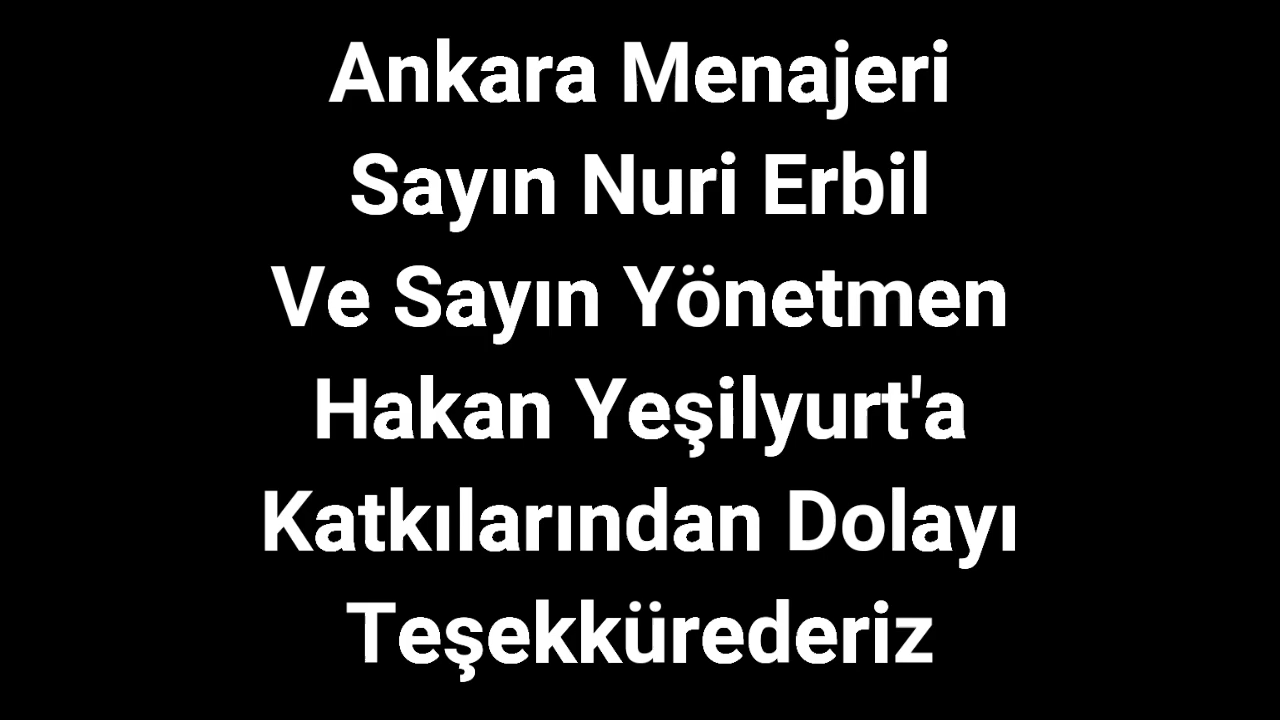 Ankara Menajeri
Sayın Nuri Erbil
Ve Sayın Yönetmen
Hakan Yeşilyurt'a
Katkılarından Dolayı
Teşekkürederiz